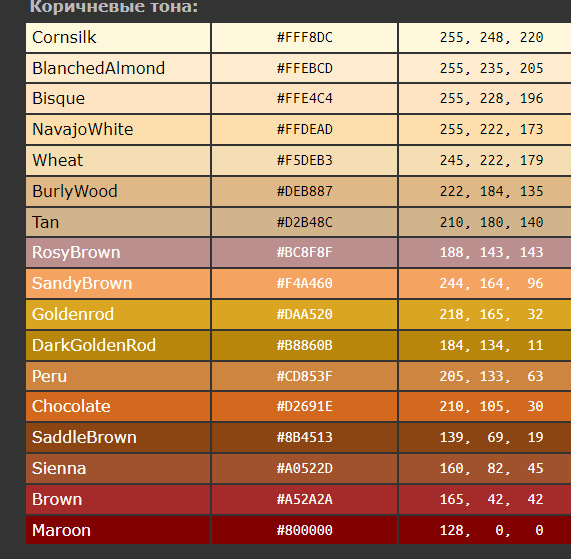 Коричневые тона:
Cornsilk #FFF8DC 255, 248, 220
BlanchedAlmond #FFEBCD 255, 235, 205
Bisque #FFE4C4 255, 228, 196
NavajoWhite #FFDEAD 255, 222, 173
Wheat #F5DEB3 245, 222, 179
BurlyWood #DEB887 222, 184, 135
Tan #D2B48C 210, 180, 140
RosyBrown #BC8F8F 188, 143, 143
SandyBrown #F4A460 244, 164, 96
Goldenrod #DAA520 218, 165, 32
DarkGoldenRod #B8860B 184, 134, 11
Peru #CD853F 205, 133, 63
Chocolate #D2691E 210, 105, 30
SaddleBrown #8B4513 139, 69, 19
Sienna #A0522D 160, 82, 45
Brown #A52A2A 165, 42, 42
Maroon #800000 128, 0, 0